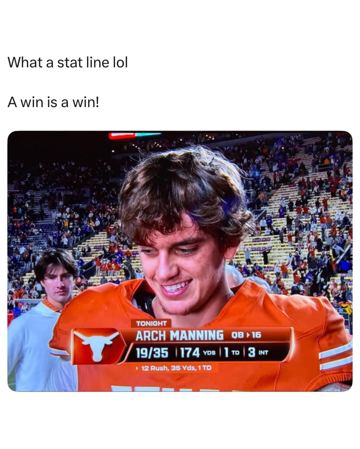 What a stat line lol
A win is a win!
TONIGHT
ARCH MANNING QB ▸ 16
19/35 | 174 YDS | 1 TD | 3 INT
▸ 12 Rush, 35 Yds, 1 TD